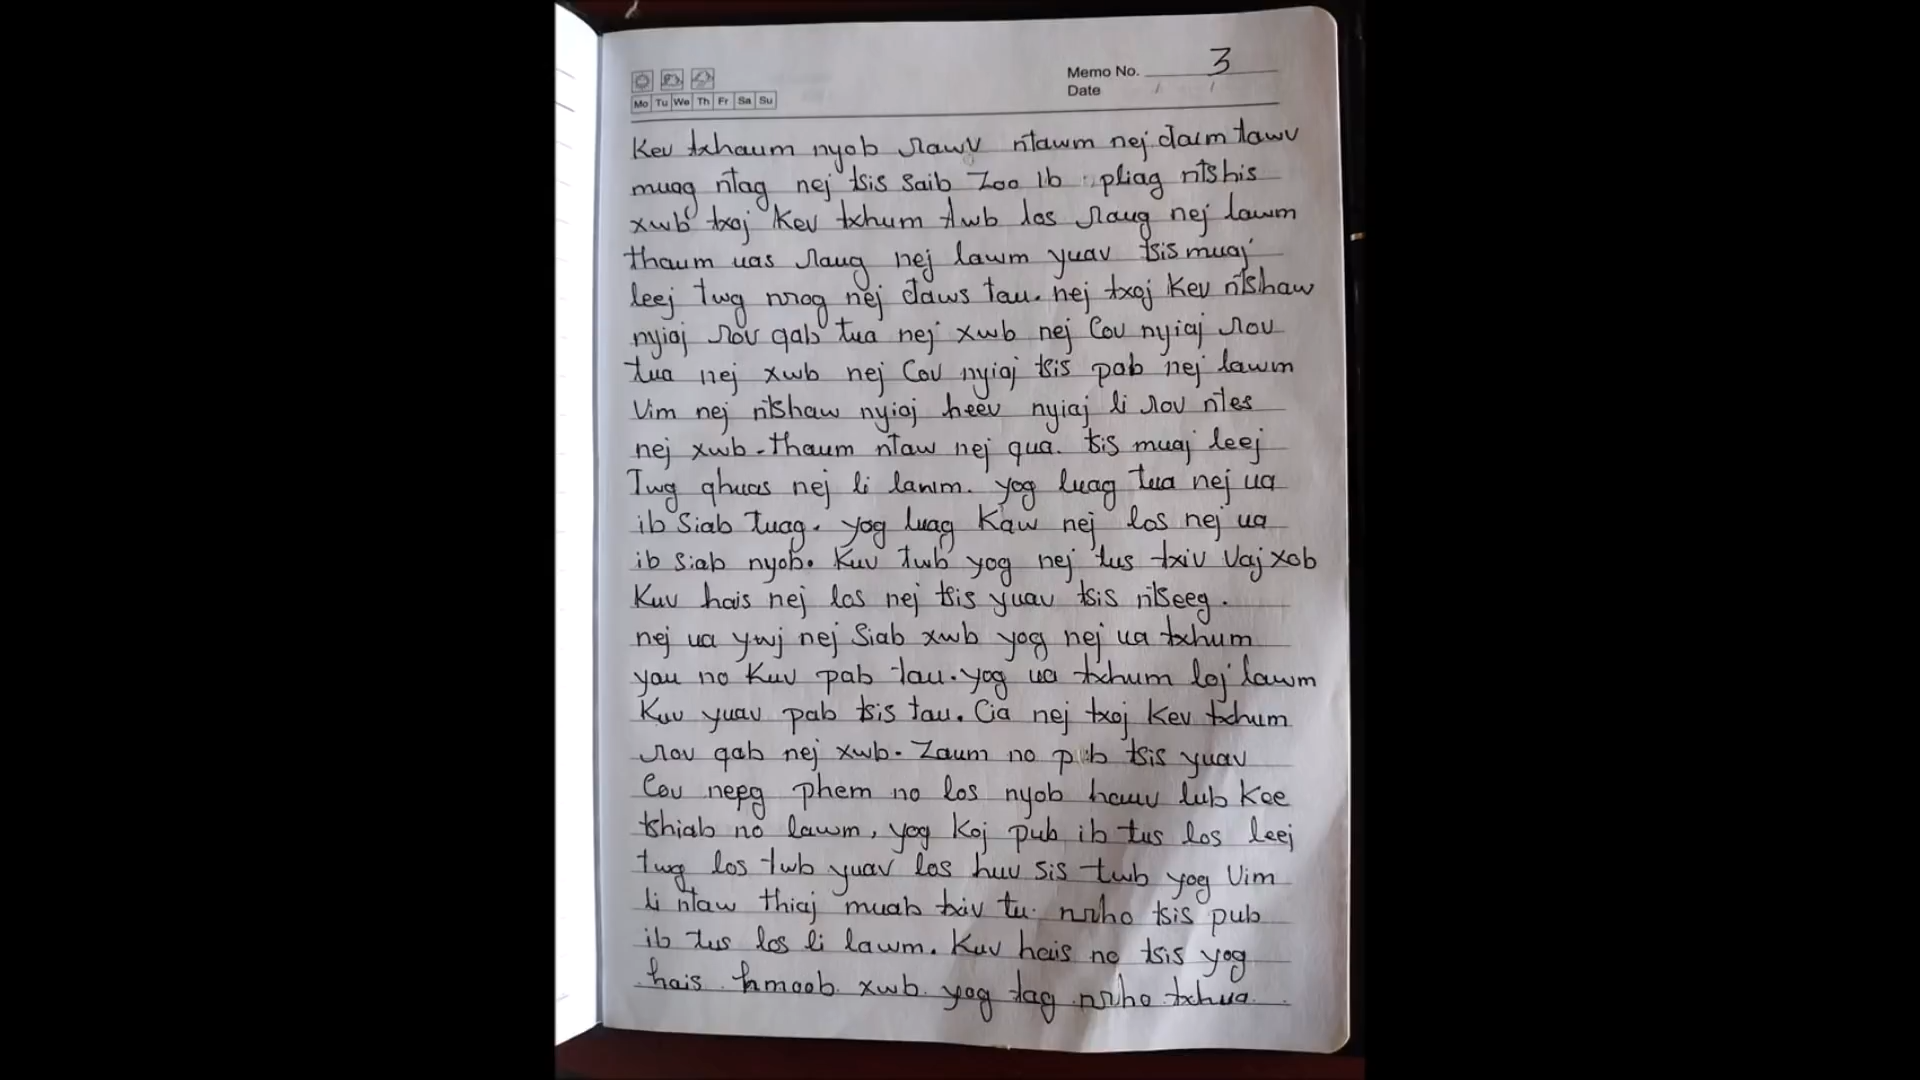 Memo No. 3
Date / /
Mo Tu We Th Fr Sa Su
Kev txhaum nyob rawv ntawm nej daim tawv
muag ntag nej tsis saib Zoo ib pliag ntshis
xwb txoj Kev txhum twb los raug nej lawm
thaum uas raug nej lawm yuav tsis muaj
leej twg nrog nej daws tau. nej txoj Kev ntshaw
nyiaj rov qab tua nej xwb nej Cov nyiaj rov
tua nej xwb nej Cov nyiaj tsis pab nej lawm
Vim nej ntshaw nyiaj heev nyiaj li rov ntes
nej xwb. thaum ntaw nej qua. tsis muaj leej
Twg qhuas nej li lawm. yog luag tua nej ua
ib Siab tuag. yog luag Kaw nej los nej ua
ib Siab nyob. Kuv twb yog nej tus txiv Vaj xob
Kuv hais nej los nej tsis yuav tsis ntseeg.
nej ua ywj nej Siab xwb yog nej ua txhum
yau no Kuv pab tau. yog ua txhum loj lawm
Kuv yuav pab tsis tau. Cia nej txoj Kev txhum
rov qab nej xwb. Zaum no pub tsis yuav
Cov neeg phem no los nyob hauv lub Kee
tshiab no lawm, yog Koj pub ib tus los leej
twg los twb yuav los huv sis twb yog Vim
li ntaw thiaj muab txiv tu nrho tsis pub
ib tus los li lawm. Kuv hais no tsis yog
hais hmoob xwb yog tag nrho txhua